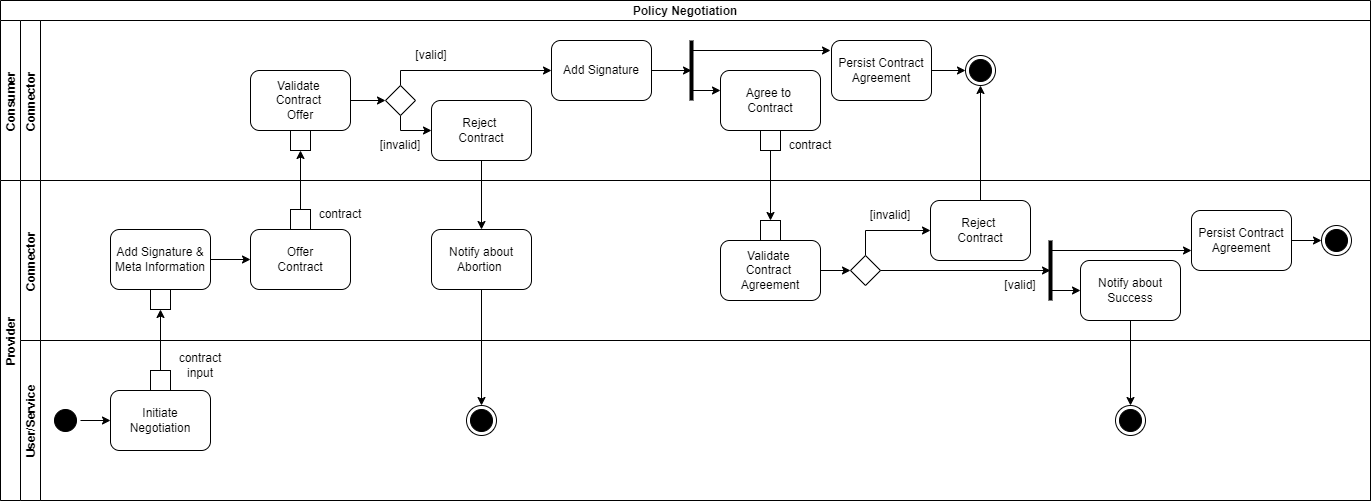 Policy Negotiation
Consumer
Connector
Validate
Contract
Offer
[valid]
[invalid]
Reject
Contract
Add Signature
Agree to
Contract
contract
Persist Contract
Agreement
Provider
Connector
Add Signature &
Meta Information
Offer
Contract
contract
Notify about
Abortion
Validate
Contract
Agreement
[invalid]
[valid]
Reject
Contract
Notify about
Success
Persist Contract
Agreement
User/Service
Initiate
Negotiation
contract
input